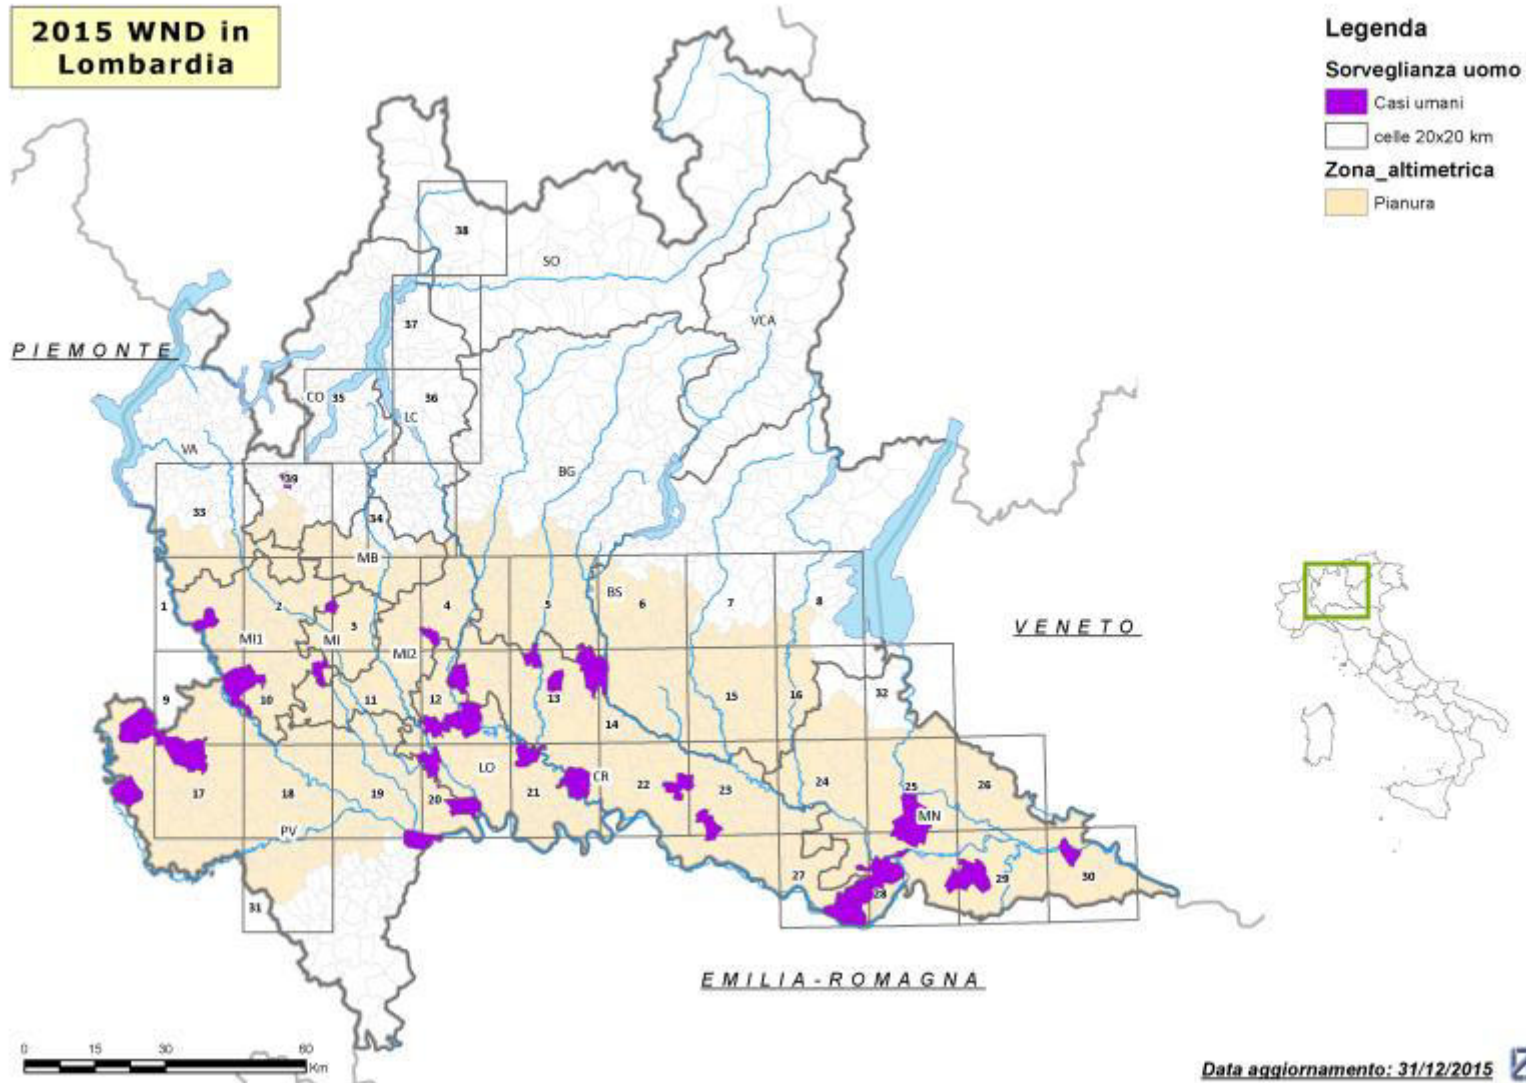 2015 WND in
Lombardia
Legenda
Sorveglianza uomo
Casi umani
celle 20x20 km
Zona_altimetrica
Pianura
38
SO
37
VCA
PIEMONTE
CO
35
36
LC
VA
BG
39
33
34
MB
1
2
3
4
5
BS
6
7
8
MI1
MI
MI2
VENETO
9
10
11
12
13
14
15
16
32
17
18
19
20
LO
21
CR
22
23
24
25
26
PV
MN
27
28
29
30
31
EMILIA-ROMAGNA
0 15 30 60
Km
Data aggiornamento: 31/12/2015